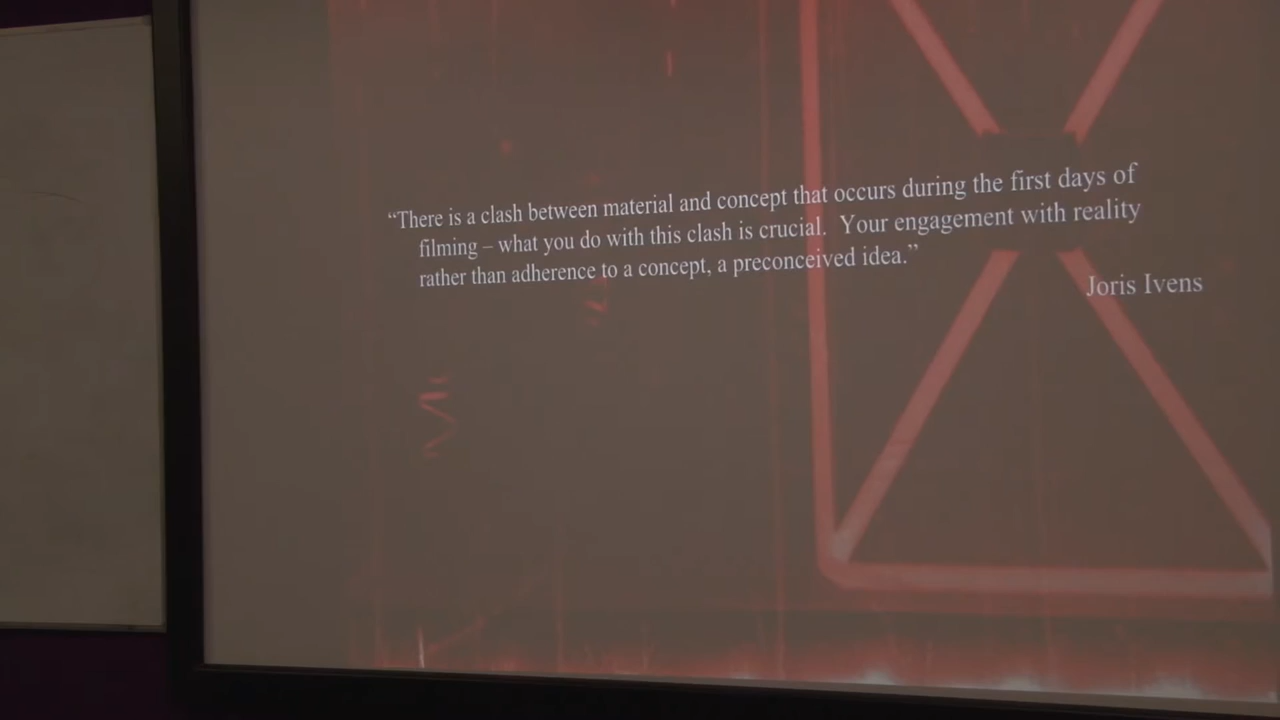 “There is a clash between material and concept that occurs during the first days of
filming – what you do with this clash is crucial.  Your engagement with reality
rather than adherence to a concept, a preconceived idea.”
Joris Ivens